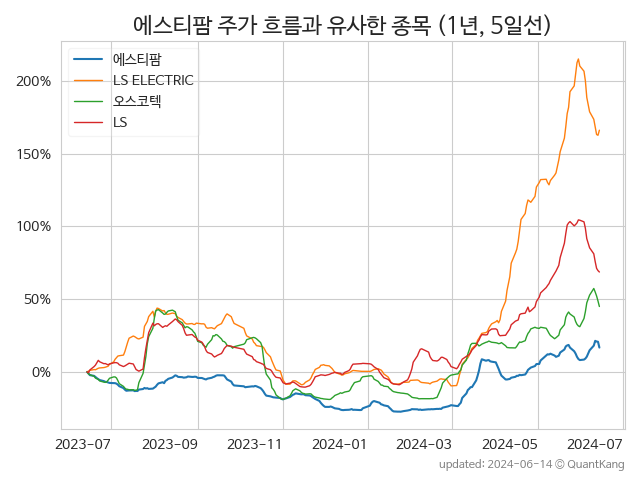 에스티팜 주가 흐름과 유사한 종목 (1년, 5일선)
에스티팜
LS ELECTRIC
오스코텍
LS
200%
150%
100%
50%
0%
2023-07 2023-09 2023-11 2024-01 2024-03 2024-05 2024-07
updated: 2024-06-14 © QuantKang